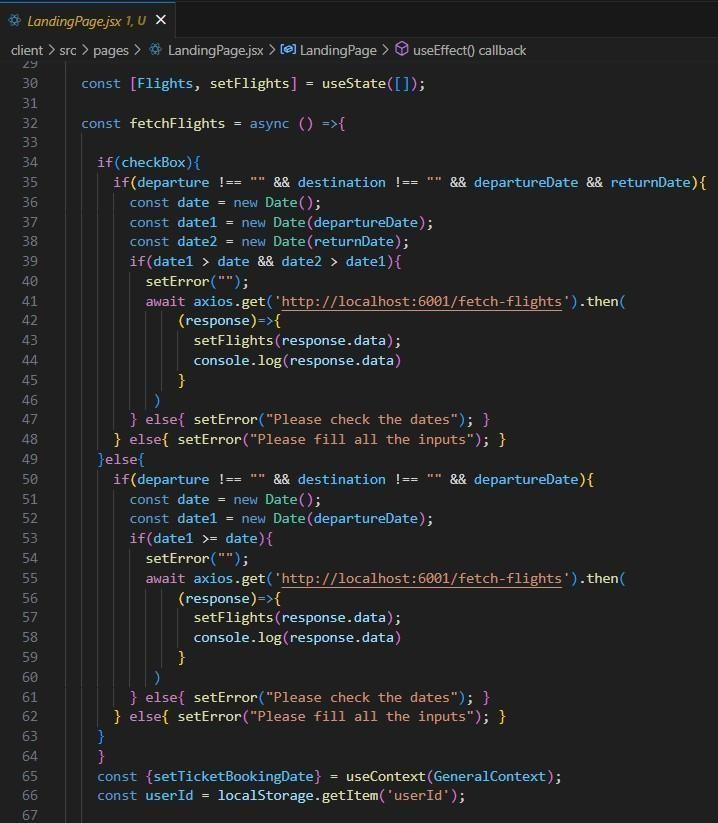 LandingPage.jsx 1, U ×
client > src > pages > LandingPage.jsx > LandingPage > useEffect() callback
29
30 const [Flights, setFlights] = useState([]);
31
32 const fetchFlights = async () =>{
33
34 if(checkBox){
35 if(departure !== "" && destination !== "" && departureDate && returnDate){
36 const date = new Date();
37 const date1 = new Date(departureDate);
38 const date2 = new Date(returnDate);
39 if(date1 > date && date2 > date1){
40 setError("");
41 await axios.get('http://localhost:6001/fetch-flights').then(
42 (response)=>{
43 setFlights(response.data);
44 console.log(response.data)
45 }
46 )
47 } else{ setError("Please check the dates"); }
48 } else{ setError("Please fill all the inputs"); }
49 }else{
50 if(departure !== "" && destination !== "" && departureDate){
51 const date = new Date();
52 const date1 = new Date(departureDate);
53 if(date1 >= date){
54 setError("");
55 await axios.get('http://localhost:6001/fetch-flights').then(
56 (response)=>{
57 setFlights(response.data);
58 console.log(response.data)
59 }
60 )
61 } else{ setError("Please check the dates"); }
62 } else{ setError("Please fill all the inputs"); }
63 }
64 }
65 const {setTicketBookingDate} = useContext(GeneralContext);
66 const userId = localStorage.getItem('userId');
67